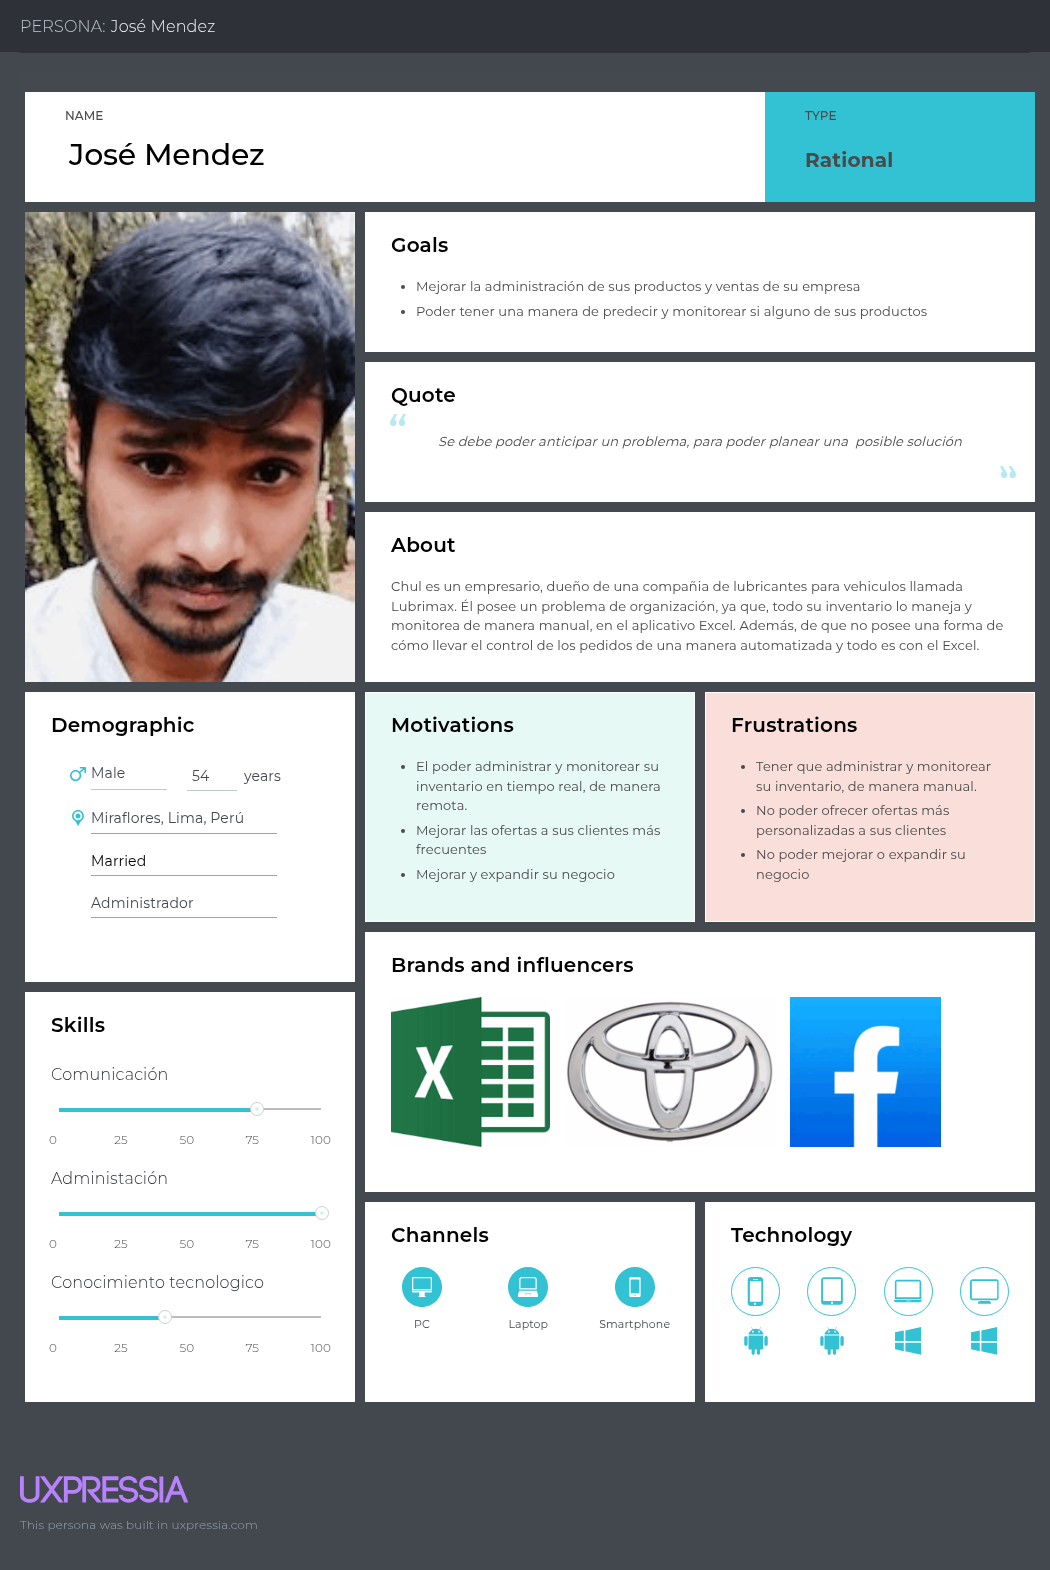 PERSONA: José Mendez
NAME
José Mendez
TYPE
Rational
Goals
Mejorar la administración de sus productos y ventas de su empresa
Poder tener una manera de predecir y monitorear si alguno de sus productos
Quote
“
Se debe poder anticipar un problema, para poder planear una  posible solución
”
About
Chul es un empresario, dueño de una compañia de lubricantes para vehiculos llamada
Lubrimax. Él posee un problema de organización, ya que, todo su inventario lo maneja y
monitorea de manera manual, en el aplicativo Excel. Además, de que no posee una forma de
cómo llevar el control de los pedidos de una manera automatizada y todo es con el Excel.
Demographic
Male 54 years
Miraflores, Lima, Perú
Married
Administrador
Motivations
El poder administrar y monitorear su
inventario en tiempo real, de manera
remota.
Mejorar las ofertas a sus clientes más
frecuentes
Mejorar y expandir su negocio
Frustrations
Tener que administrar y monitorear
su inventario, de manera manual.
No poder ofrecer ofertas más
personalizadas a sus clientes
No poder mejorar o expandir su
negocio
Skills
Comunicación
0 25 50 75 100
Administación
0 25 50 75 100
Conocimiento tecnologico
0 25 50 75 100
Brands and influencers
X
f
Channels
PC Laptop Smartphone
Technology
UXPRESSIA
This persona was built in uxpressia.com